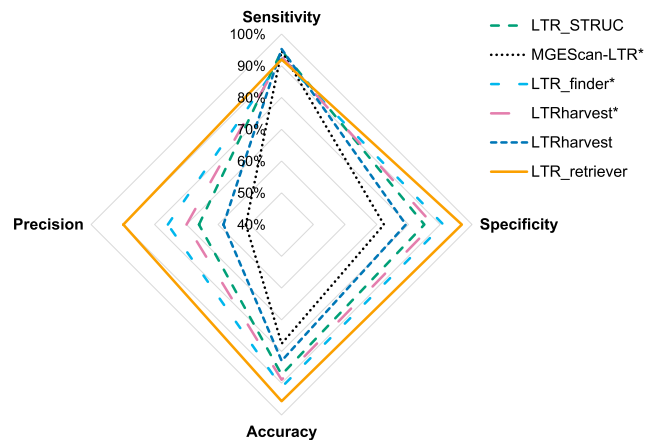 Sensitivity
100%
90%
80%
70%
60%
50%
40%
Precision
Specificity
Accuracy
LTR_STRUC
MGEScan-LTR*
LTR_finder*
LTRharvest*
LTRharvest
LTR_retriever